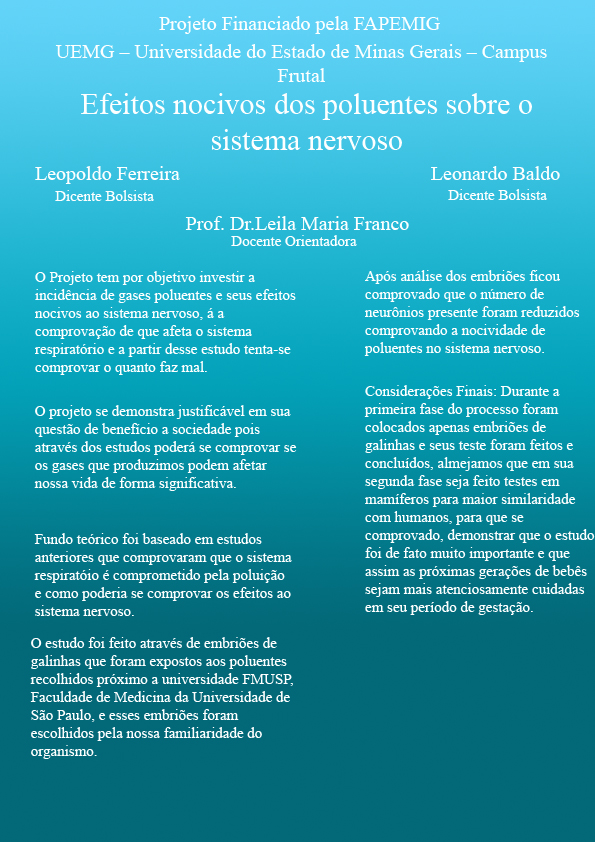 Projeto Financiado pela FAPEMIG
UEMG – Universidade do Estado de Minas Gerais – Campus
Frutal
Efeitos nocivos dos poluentes sobre o
sistema nervoso
Leopoldo Ferreira
Dicente Bolsista
Leonardo Baldo
Dicente Bolsista
Prof. Dr.Leila Maria Franco
Docente Orientadora
O Projeto tem por objetivo investir a
incidência de gases poluentes e seus efeitos
nocivos ao sistema nervoso, á a
comprovação de que afeta o sistema
respiratório e a partir desse estudo tenta-se
comprovar o quanto faz mal.
O projeto se demonstra justificável em sua
questão de benefício a sociedade pois
através dos estudos poderá se comprovar se
os gases que produzimos podem afetar
nossa vida de forma significativa.
Fundo teórico foi baseado em estudos
anteriores que comprovaram que o sistema
respiratóio é comprometido pela poluição
e como poderia se comprovar os efeitos ao
sistema nervoso.
O estudo foi feito através de embriões de
galinhas que foram expostos aos poluentes
recolhidos próximo a universidade FMUSP,
Faculdade de Medicina da Universidade de
São Paulo, e esses embriões foram
escolhidos pela nossa familiaridade do
organismo.
Após análise dos embriões ficou
comprovado que o número de
neurônios presente foram reduzidos
comprovando a nocividade de
poluentes no sistema nervoso.
Considerações Finais: Durante a
primeira fase do processo foram
colocados apenas embriões de
galinhas e seus teste foram feitos e
concluídos, almejamos que em sua
segunda fase seja feito testes em
mamíferos para maior similaridade
com humanos, para que se
comprovado, demonstrar que o estudo
foi de fato muito importante e que
assim as próximas gerações de bebês
sejam mais atenciosamente cuidadas
em seu período de gestação.